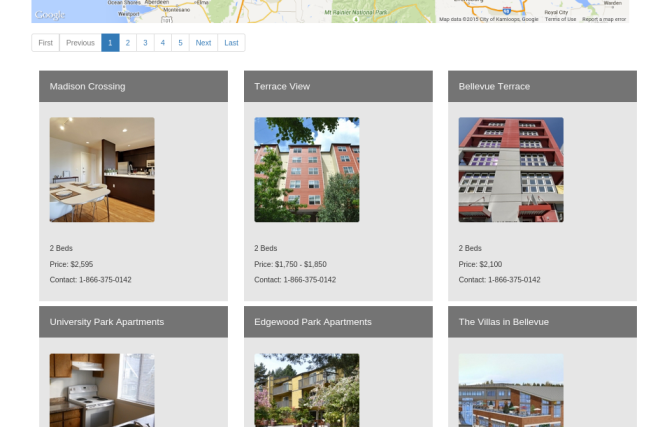 Ocean Shores Aberdeen Elma
Montesano
Westport
Mt Rainier National Park
Warden
Royal City
Google
Map data ©2015 City of Kamloops, Google Terms of Use Report a map error
First Previous 1 2 3 4 5 Next Last
Madison Crossing Terrace View Bellevue Terrace
2 Beds 2 Beds 2 Beds
Price: $2,595 Price: $1,750 - $1,850 Price: $2,100
Contact: 1-866-375-0142 Contact: 1-866-375-0142 Contact: 1-866-375-0142
University Park Apartments Edgewood Park Apartments The Villas in Bellevue